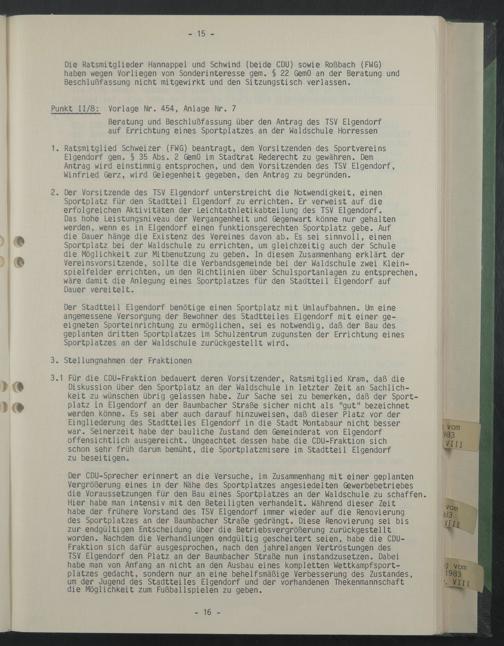 - 15 -
Die Ratsmitglieder Hannappel und Schwind (beide CDU) sowie Roßbach (FWG)
haben wegen Vorliegen von Sonderinteresse gem. § 22 GemO an der Beratung und
Beschlußfassung nicht mitgewirkt und den Sitzungstisch verlassen.
Punkt II/8: Vorlage Nr. 454, Anlage Nr. 7
Beratung und Beschlußfassung über den Antrag des TSV Elgendorf
auf Errichtung eines Sportplatzes an der Waldschule Horressen
1. Ratsmitglied Schweizer (FWG) beantragt, dem Vorsitzenden des Sportvereins
Elgendorf gem. § 35 Abs. 2 GemO im Stadtrat Rederecht zu gewähren. Dem
Antrag wird einstimmig entsprochen, und dem Vorsitzenden des TSV Elgendorf,
Winfried Gerz, wird Gelegenheit gegeben, den Antrag zu begründen.
2. Der Vorsitzende des TSV Elgendorf unterstreicht die Notwendigkeit, einen
Sportplatz für den Stadtteil Elgendorf zu errichten. Er verweist auf die
erfolgreichen Aktivitäten der Leichtathletikabteilung des TSV Elgendorf.
Das hohe Leistungsniveau der Vergangenheit und Gegenwart könne nur gehalten
werden, wenn es in Elgendorf einen funktionsgerechten Sportplatz gebe. Auf
die Dauer hänge die Existenz des Vereines davon ab. Es sei sinnvoll, einen
Sportplatz bei der Waldschule zu errichten, um gleichzeitig auch der Schule
die Möglichkeit zur Mitbenutzung zu geben. In diesem Zusammenhang erklärt der
Vereinsvorsitzende, sollte die Verbandsgemeinde bei der Waldschule zwei Klein-
spielfelder errichten, um den Richtlinien über Schulsportanlagen zu entsprechen,
wäre damit die Anlegung eines Sportplatzes für den Stadtteil Elgendorf auf
Dauer vereitelt.
Der Stadtteil Elgendorf benötige einen Sportplatz mit Umlaufbahnen. Um eine
angemessene Versorgung der Bewohner des Stadtteiles Elgendorf mit einer ge-
eigneten Sporteinrichtung zu ermöglichen, sei es notwendig, daß der Bau des
geplanten dritten Sportplatzes im Schulzentrum zugunsten der Errichtung eines
Sportplatzes an der Waldschule zurückgestellt wird.
3. Stellungnahmen der Fraktionen
3.1 Für die CDU-Fraktion bedauert deren Vorsitzender, Ratsmitglied Kram, daß die
Diskussion über den Sportplatz an der Waldschule in letzter Zeit an Sachlich-
keit zu wünschen übrig gelassen habe. Zur Sache sei zu bemerken, daß der Sport-
platz in Elgendorf an der Baumbacher Straße sicher nicht als "gut" bezeichnet
werden könne. Es sei aber auch darauf hinzuweisen, daß dieser Platz vor der
Eingliederung des Stadtteiles Elgendorf in die Stadt Montabaur nicht besser
war. Seinerzeit habe der bauliche Zustand den Gemeinderat von Elgendorf
offensichtlich ausgereicht. Ungeachtet dessen habe die CDU-Fraktion sich
schon sehr früh darum bemüht, die Sportplatzmisere im Stadtteil Elgendorf
zu beseitigen.
Der CDU-Sprecher erinnert an die Versuche, im Zusammenhang mit einer geplanten
Vergrößerung eines in der Nähe des Sportplatzes angesiedelten Gewerbebetriebes
die Voraussetzungen für den Bau eines Sportplatzes an der Waldschule zu schaffen.
Hier habe man intensiv mit den Beteiligten verhandelt. Während dieser Zeit
habe der frühere Vorstand des TSV Elgendorf immer wieder auf die Renovierung
des Sportplatzes an der Baumbacher Straße gedrängt. Diese Renovierung sei bis
zur endgültigen Entscheidung über die Betriebsvergrößerung zurückgestellt
worden. Nachdem die Verhandlungen endgültig gescheitert seien, habe die CDU-
Fraktion sich dafür ausgesprochen, nach den jahrelangen Vertröstungen des
TSV Elgendorf den Platz an der Baumbacher Straße nun instandzusetzen. Dabei
habe man von Anfang an nicht an den Ausbau eines kompletten Wettkampfsport-
platzes gedacht, sondern nur an eine behelfsmäßige Verbesserung des Zustandes,
um der Jugend des Stadtteiles Elgendorf und der vorhandenen Thekenmannschaft
die Möglichkeit zum Fußballspielen zu geben.
- 16 -
vom
983
VIII
vom
VIII
vom
1983
VIII